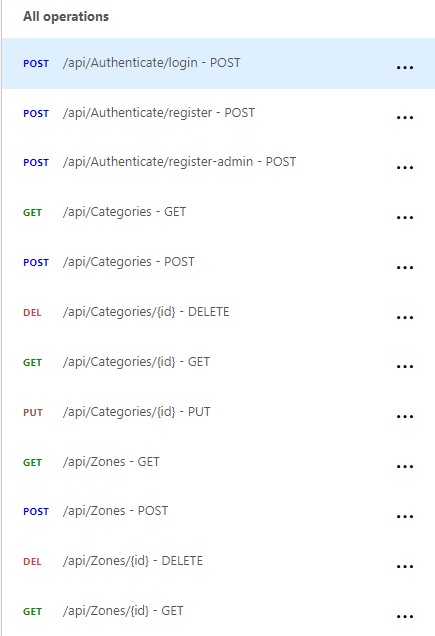 All operations
POST /api/Authenticate/login - POST ...
POST /api/Authenticate/register - POST ...
POST /api/Authenticate/register-admin - POST ...
GET /api/Categories - GET ...
POST /api/Categories - POST ...
DEL /api/Categories/{id} - DELETE ...
GET /api/Categories/{id} - GET ...
PUT /api/Categories/{id} - PUT ...
GET /api/Zones - GET ...
POST /api/Zones - POST ...
DEL /api/Zones/{id} - DELETE ...
GET /api/Zones/{id} - GET ...